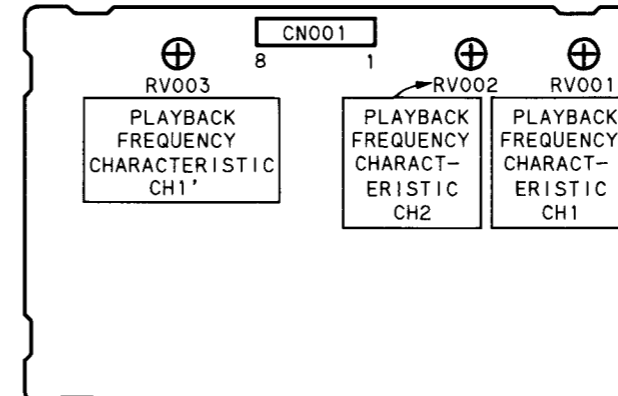 CN001
8 1
RV003
RV002
RV001
PLAYBACK
FREQUENCY
CHARACTERISTIC
CH1'
PLAYBACK
FREQUENCY
CHARACT-
ERISTIC
CH2
PLAYBACK
FREQUENCY
CHARACT-
ERISTIC
CH1